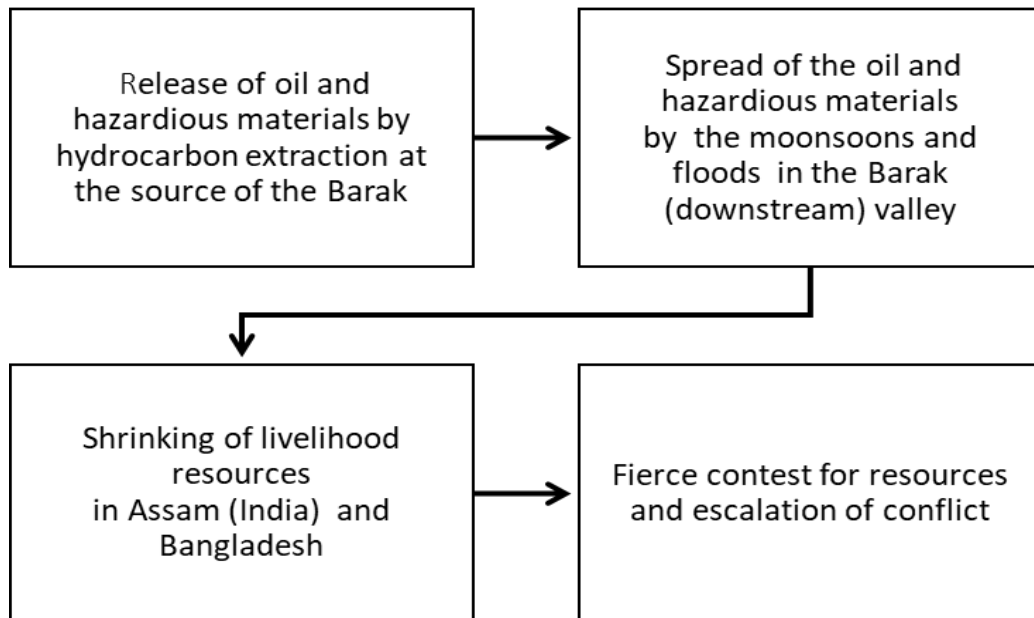 Release of oil and
hazardious materials by
hydrocarbon extraction at
the source of the Barak
Spread of the oil and
hazardious materials
by the moonsoons and
floods in the Barak
(downstream) valley
Shrinking of livelihood
resources
in Assam (India) and
Bangladesh
Fierce contest for resources
and escalation of conflict